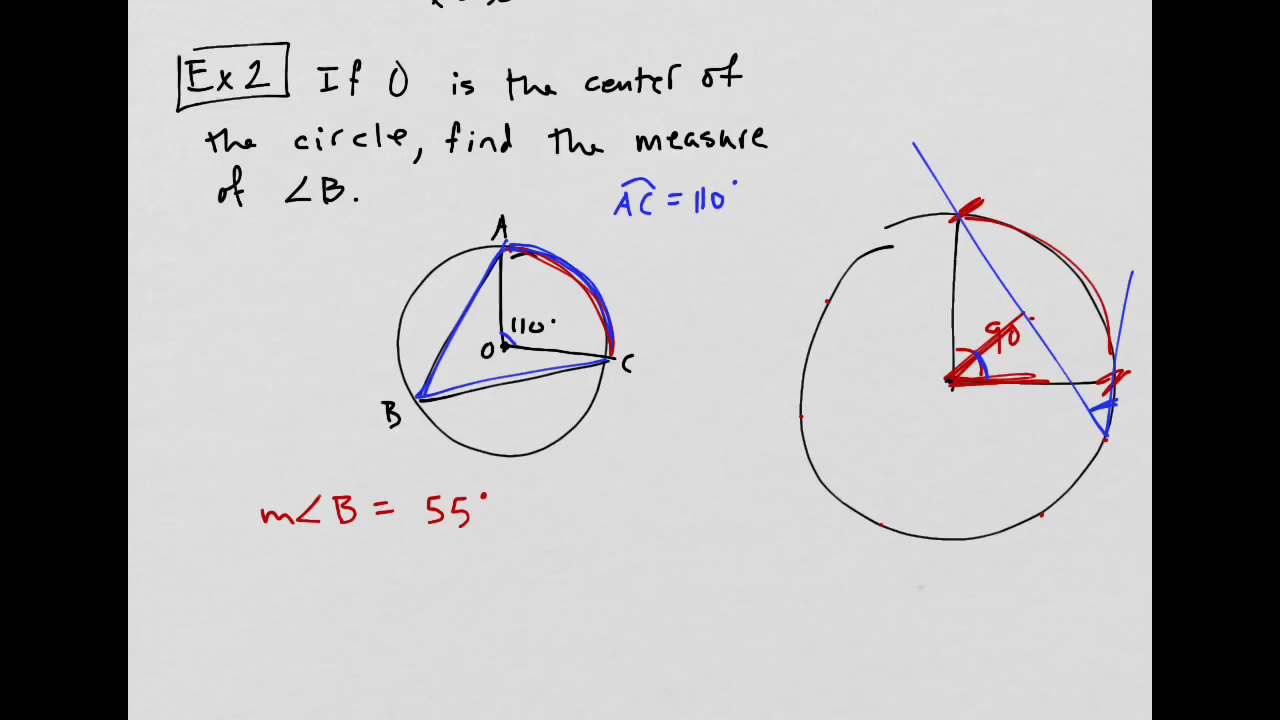 Ex 2 If O is the center of
the circle, find the measure
of ∠B.
AC = 110°
A
110°
O
C
B
90°
m∠B = 55°